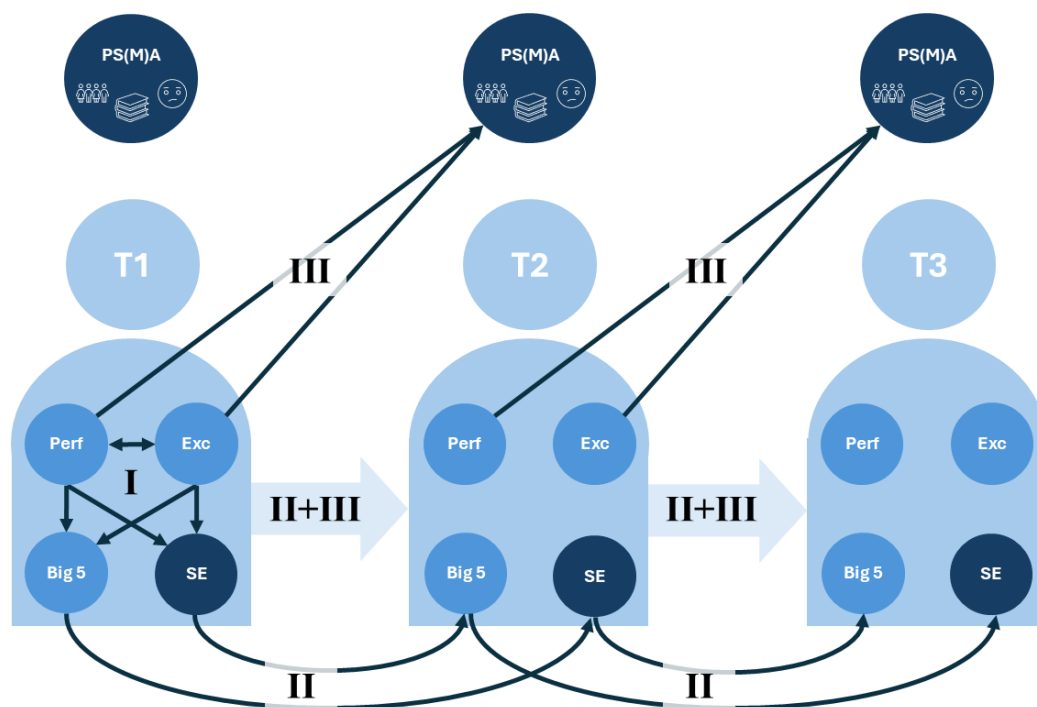 PS(M)A
PS(M)A
PS(M)A
T1
T2
T3
III
III
Perf
Exc
Perf
Exc
Perf
Exc
I
II+III
II+III
Big 5
SE
Big 5
SE
Big 5
SE
II
II